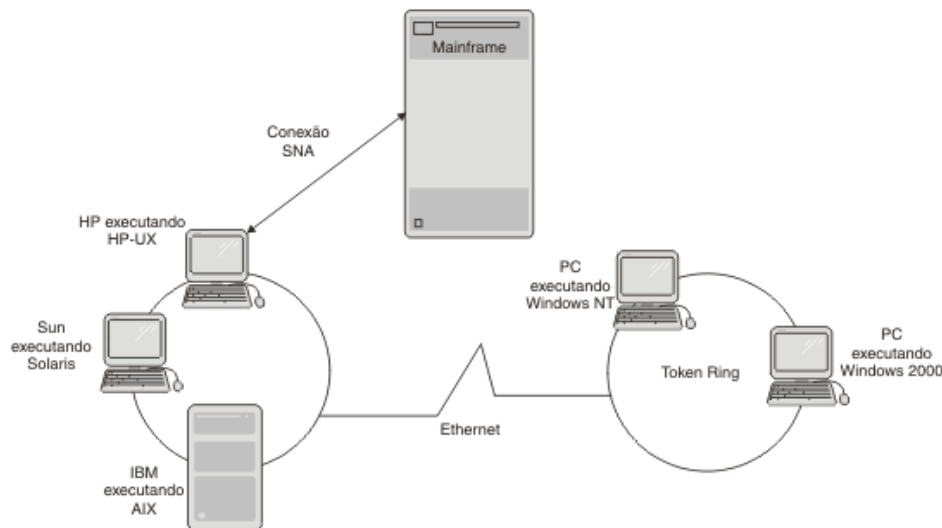 Mainframe
Conexão
SNA
HP executando
HP-UX
Sun
executando
Solaris
IBM
executando
AIX
Ethernet
PC
executando
Windows NT
Token Ring
PC
executando
Windows 2000